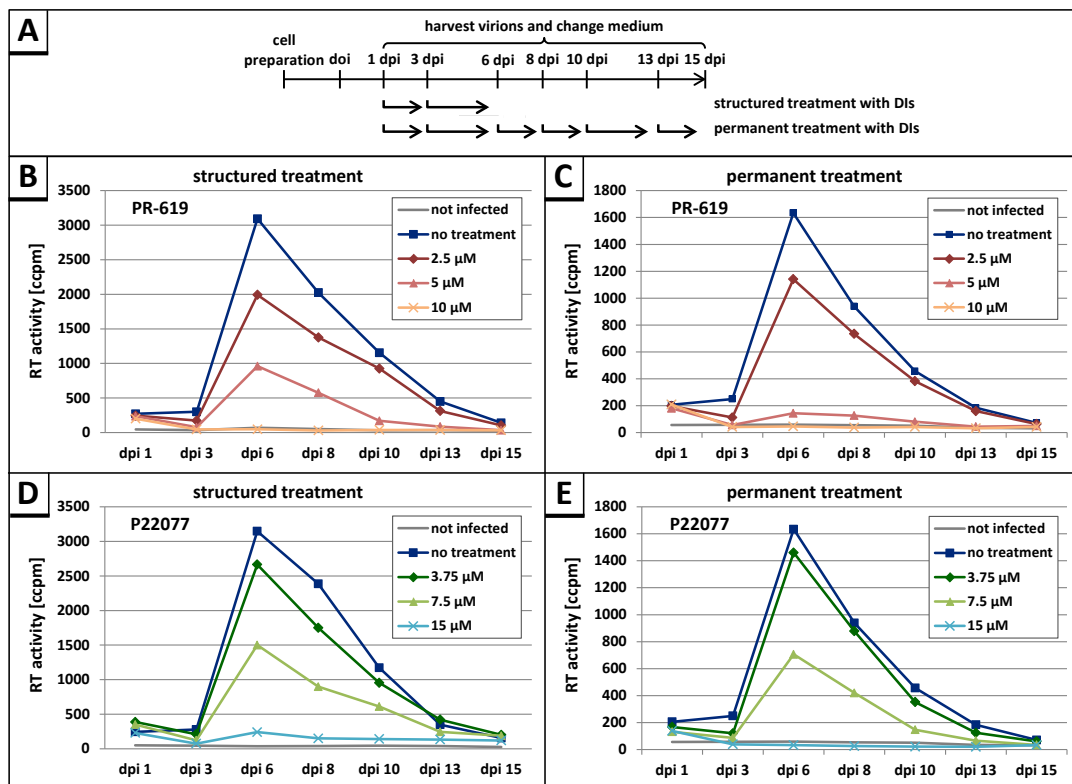 A
harvest virions and change medium
cell
preparation doi 1 dpi 3 dpi 6 dpi 8 dpi 10 dpi 13 dpi 15 dpi
structured treatment with DIs
permanent treatment with DIs
B
structured treatment
PR-619
RT activity [ccpm]
3500
3000
2500
2000
1500
1000
500
0
not infected
no treatment
2.5 µM
5 µM
10 µM
dpi 1 dpi 3 dpi 6 dpi 8 dpi 10 dpi 13 dpi 15
C
permanent treatment
PR-619
RT activity [ccpm]
1800
1600
1400
1200
1000
800
600
400
200
0
not infected
no treatment
2.5 µM
5 µM
10 µM
dpi 1 dpi 3 dpi 6 dpi 8 dpi 10 dpi 13 dpi 15
D
structured treatment
P22077
RT activity [ccpm]
3500
3000
2500
2000
1500
1000
500
0
not infected
no treatment
3.75 µM
7.5 µM
15 µM
dpi 1 dpi 3 dpi 6 dpi 8 dpi 10 dpi 13 dpi 15
E
permanent treatment
P22077
RT activity [ccpm]
1800
1600
1400
1200
1000
800
600
400
200
0
not infected
no treatment
3.75 µM
7.5 µM
15 µM
dpi 1 dpi 3 dpi 6 dpi 8 dpi 10 dpi 13 dpi 15